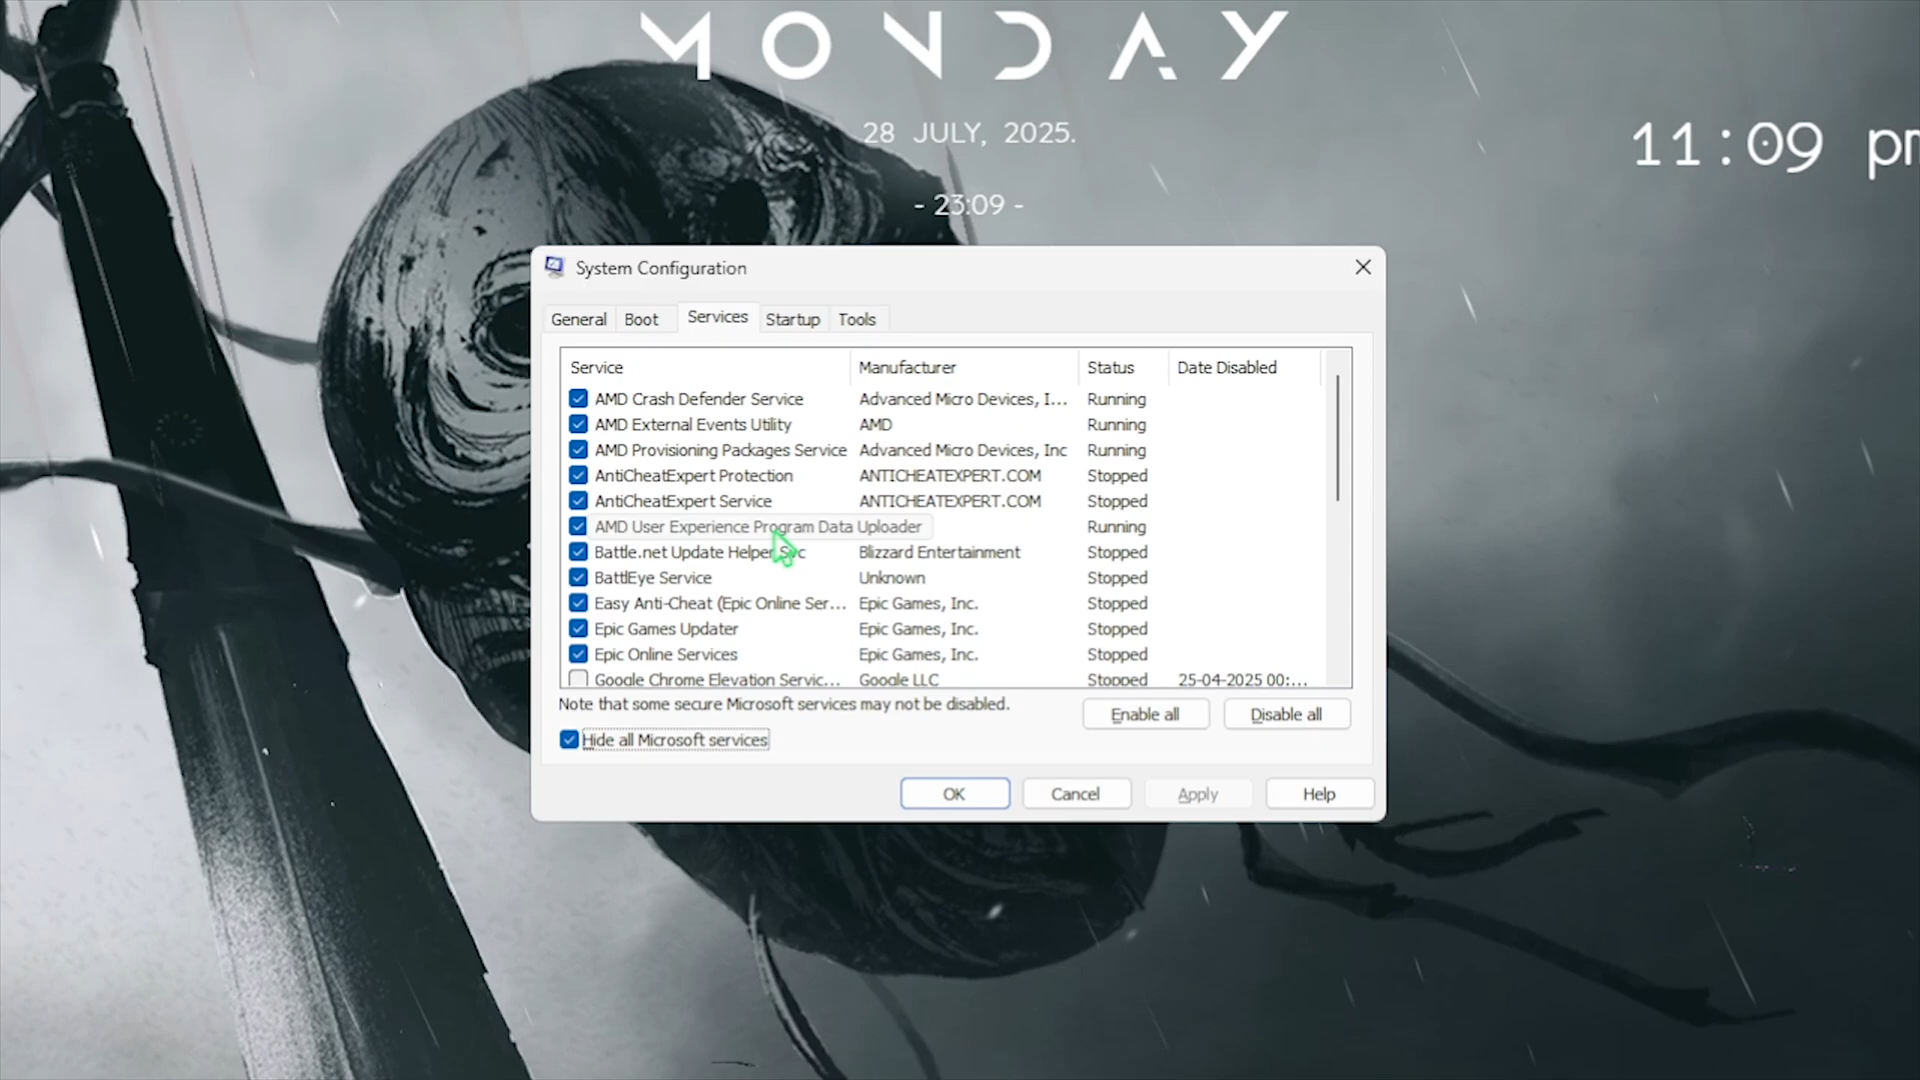 MONDAY
28 JULY, 2025.
11:09
- 23:09 -
System Configuration
General Boot Services Startup Tools
Service Manufacturer Status Date Disabled
AMD Crash Defender Service Advanced Micro Devices, I... Running
AMD External Events Utility AMD Running
AMD Provisioning Packages Service Advanced Micro Devices, Inc Running
AntiCheatExpert Protection ANTICHEATEXPERT.COM Stopped
AntiCheatExpert Service ANTICHEATEXPERT.COM Stopped
AMD User Experience Program Data Uploader Running
Battle.net Update Helper Svc Blizzard Entertainment Stopped
BattlEye Service Unknown Stopped
Easy Anti-Cheat (Epic Online Ser... Epic Games, Inc. Stopped
Epic Games Updater Epic Games, Inc. Stopped
Epic Online Services Epic Games, Inc. Stopped
Google Chrome Elevation Servic... Google LLC Stopped 25-04-2025 00:...
Note that some secure Microsoft services may not be disabled.
Enable all Disable all
Hide all Microsoft services
OK Cancel Apply Help